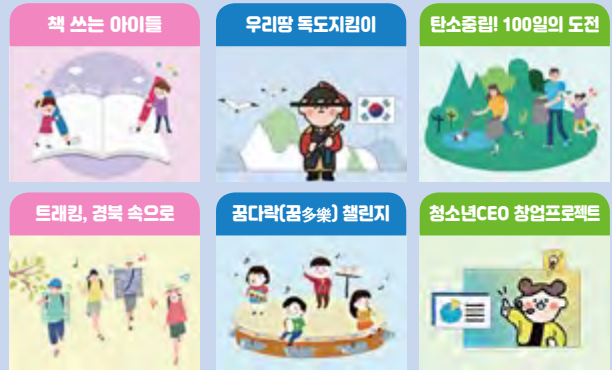 책 쓰는 아이들
우리땅 독도지킴이
탄소중립! 100일의 도전
트래킹, 경북 속으로
꿈다락(꿈多樂) 챌린지
청소년CEO 창업프로젝트